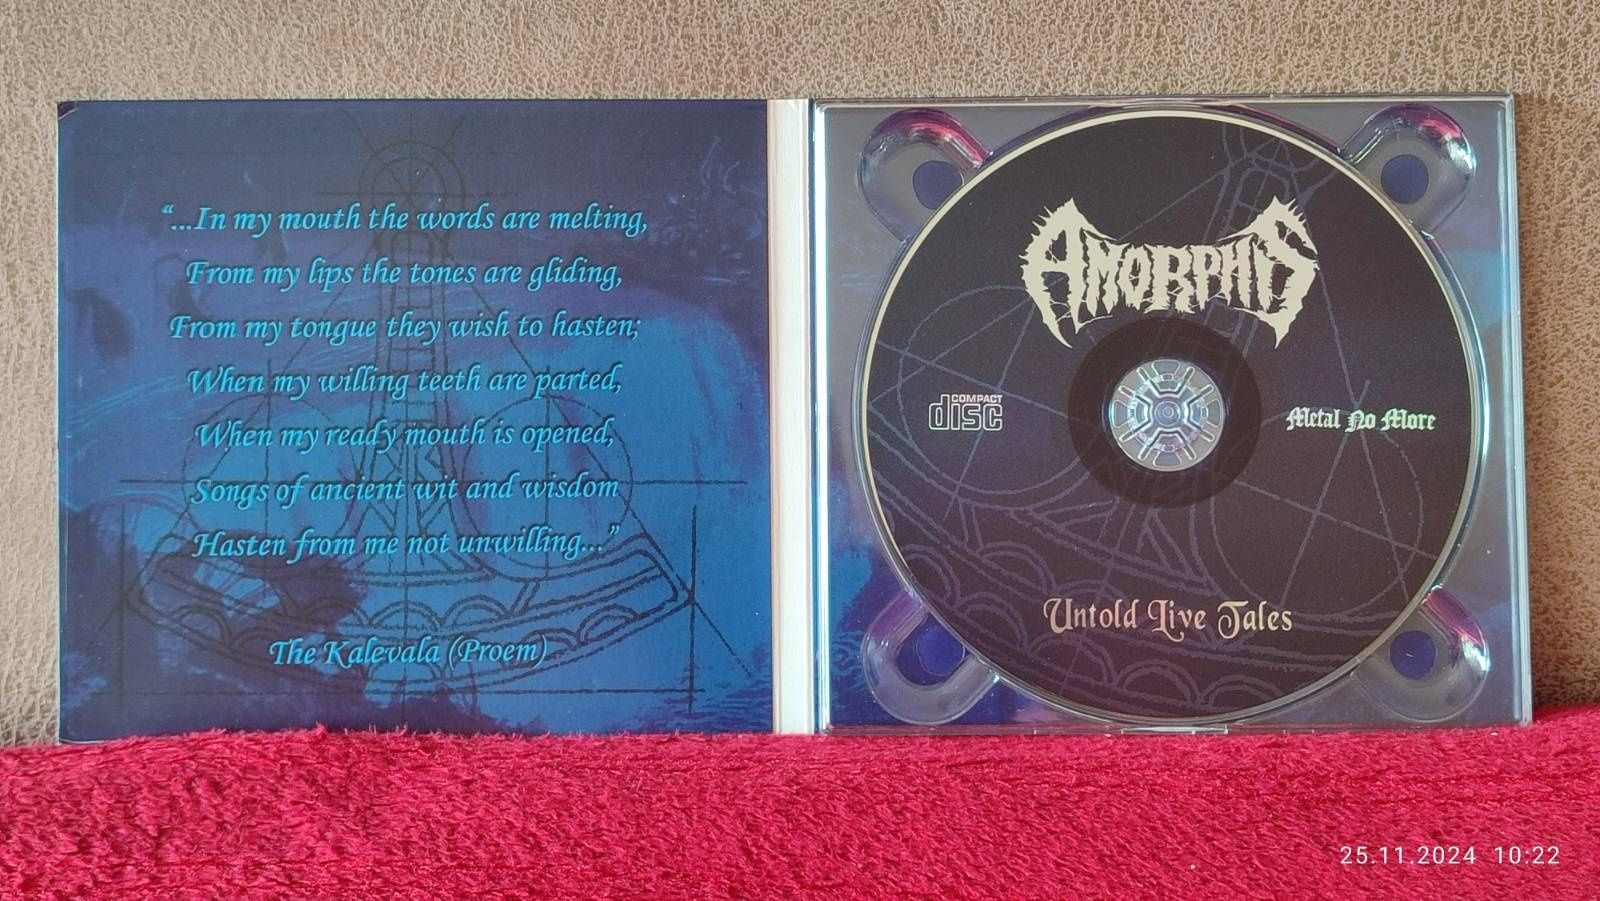 “...In my mouth the words are melting,
From my lips the tones are gliding,
From my tongue they wish to hasten;
When my willing teeth are parted,
When my ready mouth is opened,
Songs of ancient wit and wisdom
Hasten from me not unwilling...”
The Kalevala (Proem)
AMORPHIS
COMPACT
disc
Metal No More
Untold Live Tales
25.11.2024 10:22